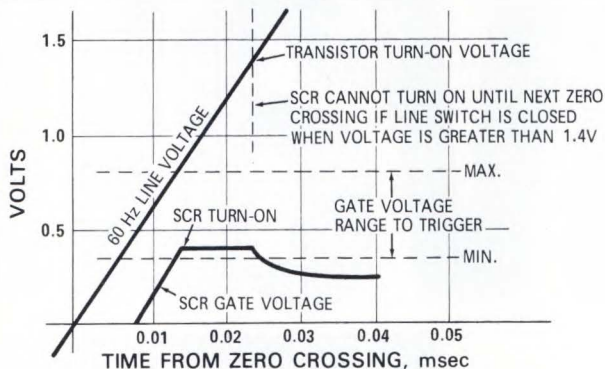 1.5
TRANSISTOR TURN-ON VOLTAGE
SCR CANNOT TURN ON UNTIL NEXT ZERO
CROSSING IF LINE SWITCH IS CLOSED
WHEN VOLTAGE IS GREATER THAN 1.4V
1.0
VOLTS
60 Hz LINE VOLTAGE
MAX.
GATE VOLTAGE
RANGE TO TRIGGER
0.5
SCR TURN-ON
MIN.
SCR GATE VOLTAGE
0
0.01 0.02 0.03 0.04 0.05
TIME FROM ZERO CROSSING, msec